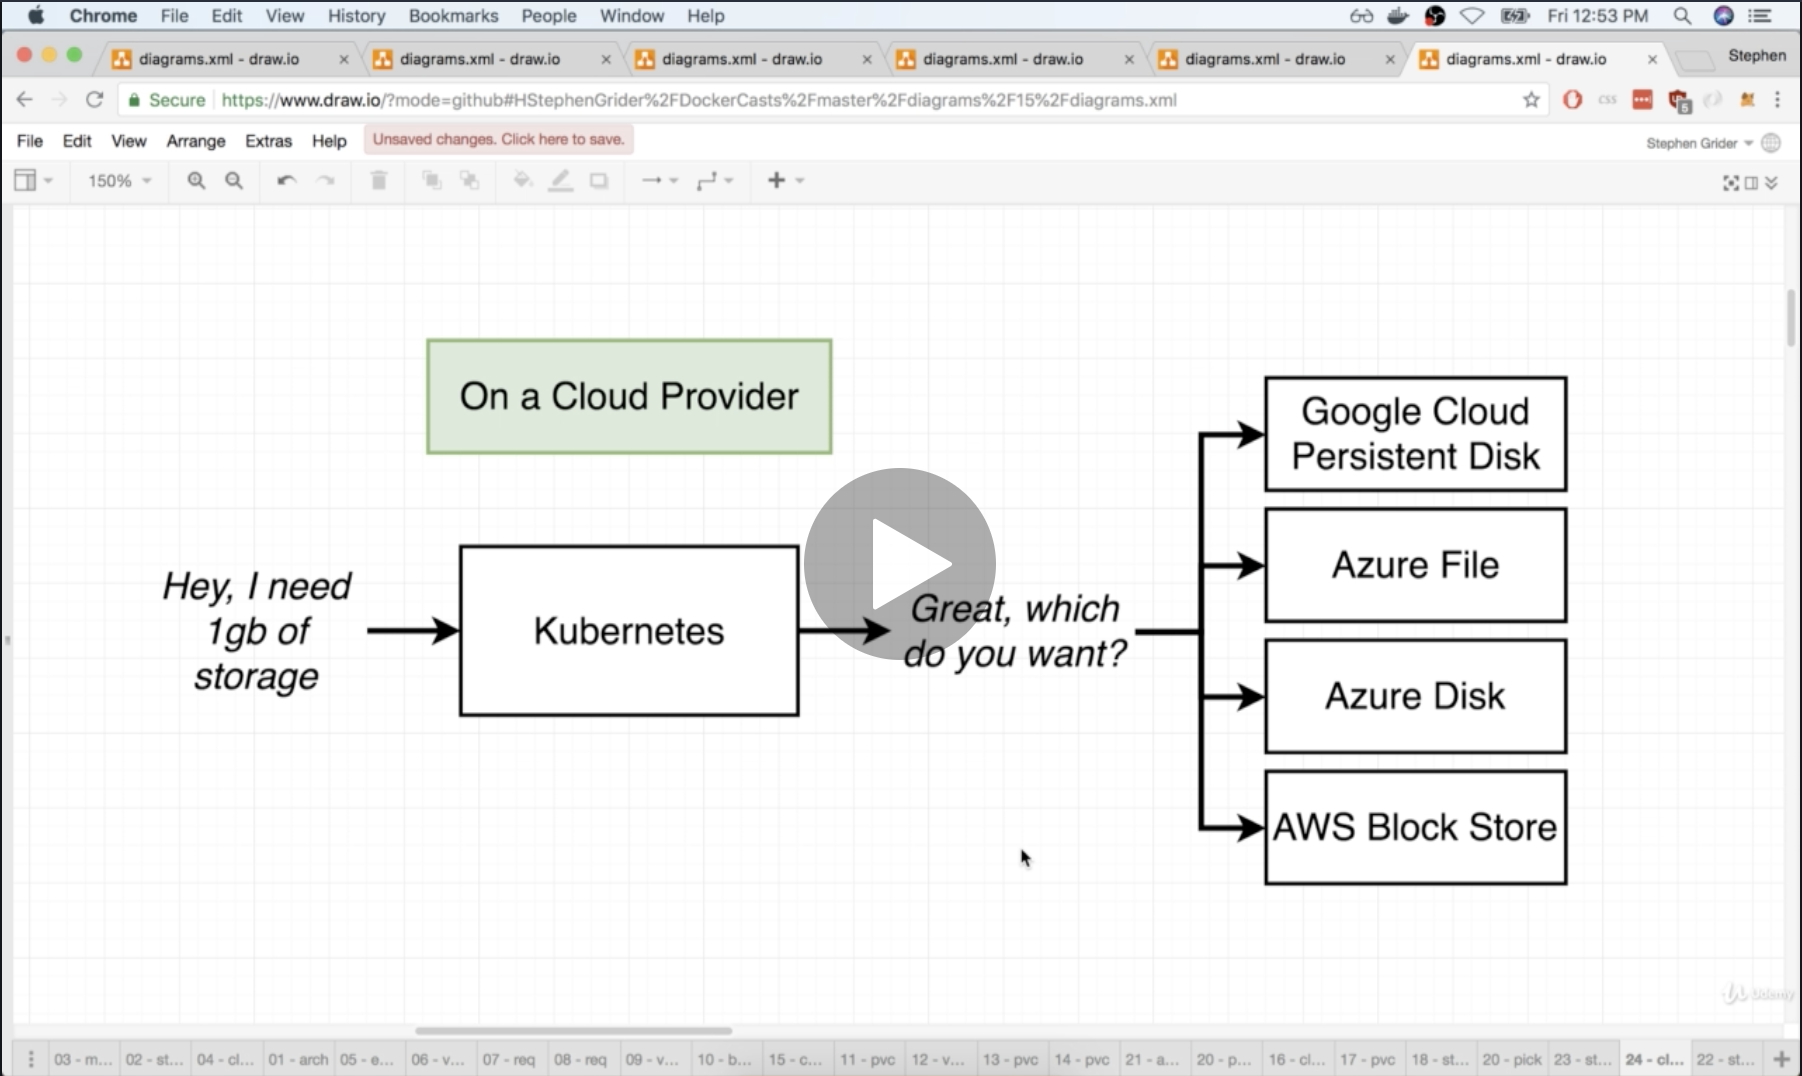 Chrome File Edit View History Bookmarks People Window Help Fri 12:53 PM
diagrams.xml - draw.io diagrams.xml - draw.io diagrams.xml - draw.io diagrams.xml - draw.io diagrams.xml - draw.io diagrams.xml - draw.io Stephen
Secure https://www.draw.io/?mode=github#HStephenGrider%2FDockerCasts%2Fmaster%2Fdiagrams%2F15%2Fdiagrams.xml css 5
File Edit View Arrange Extras Help Unsaved changes. Click here to save. Stephen Grider
150%
On a Cloud Provider
Hey, I need
1gb of
storage
Kubernetes
Great, which
do you want?
Google Cloud
Persistent Disk
Azure File
Azure Disk
AWS Block Store
Udemy
03 - m... 02 - st... 04 - cl... 01 - arch 05 - e... 06 - v... 07 - req 08 - req 09 - v... 10 - b... 15 - c... 11 - pvc 12 - v... 13 - pvc 14 - pvc 21 - a... 20 - p... 16 - cl... 17 - pvc 18 - st... 20 - pick 23 - st... 24 - cl... 22 - st...